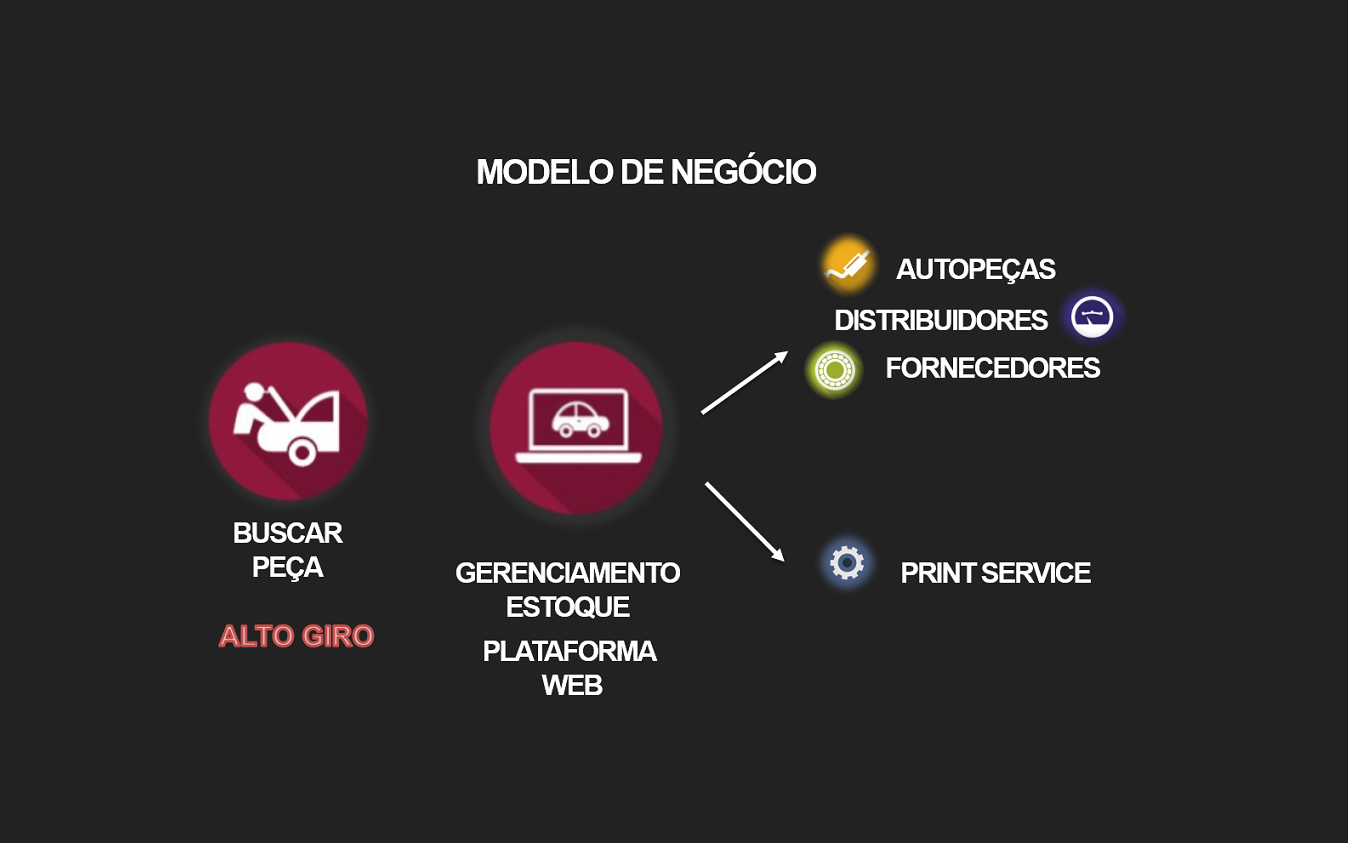 MODELO DE NEGÓCIO
AUTOPEÇAS
DISTRIBUIDORES
FORNECEDORES
BUSCAR
PEÇA
ALTO GIRO
GERENCIAMENTO
ESTOQUE
PLATAFORMA
WEB
PRINT SERVICE